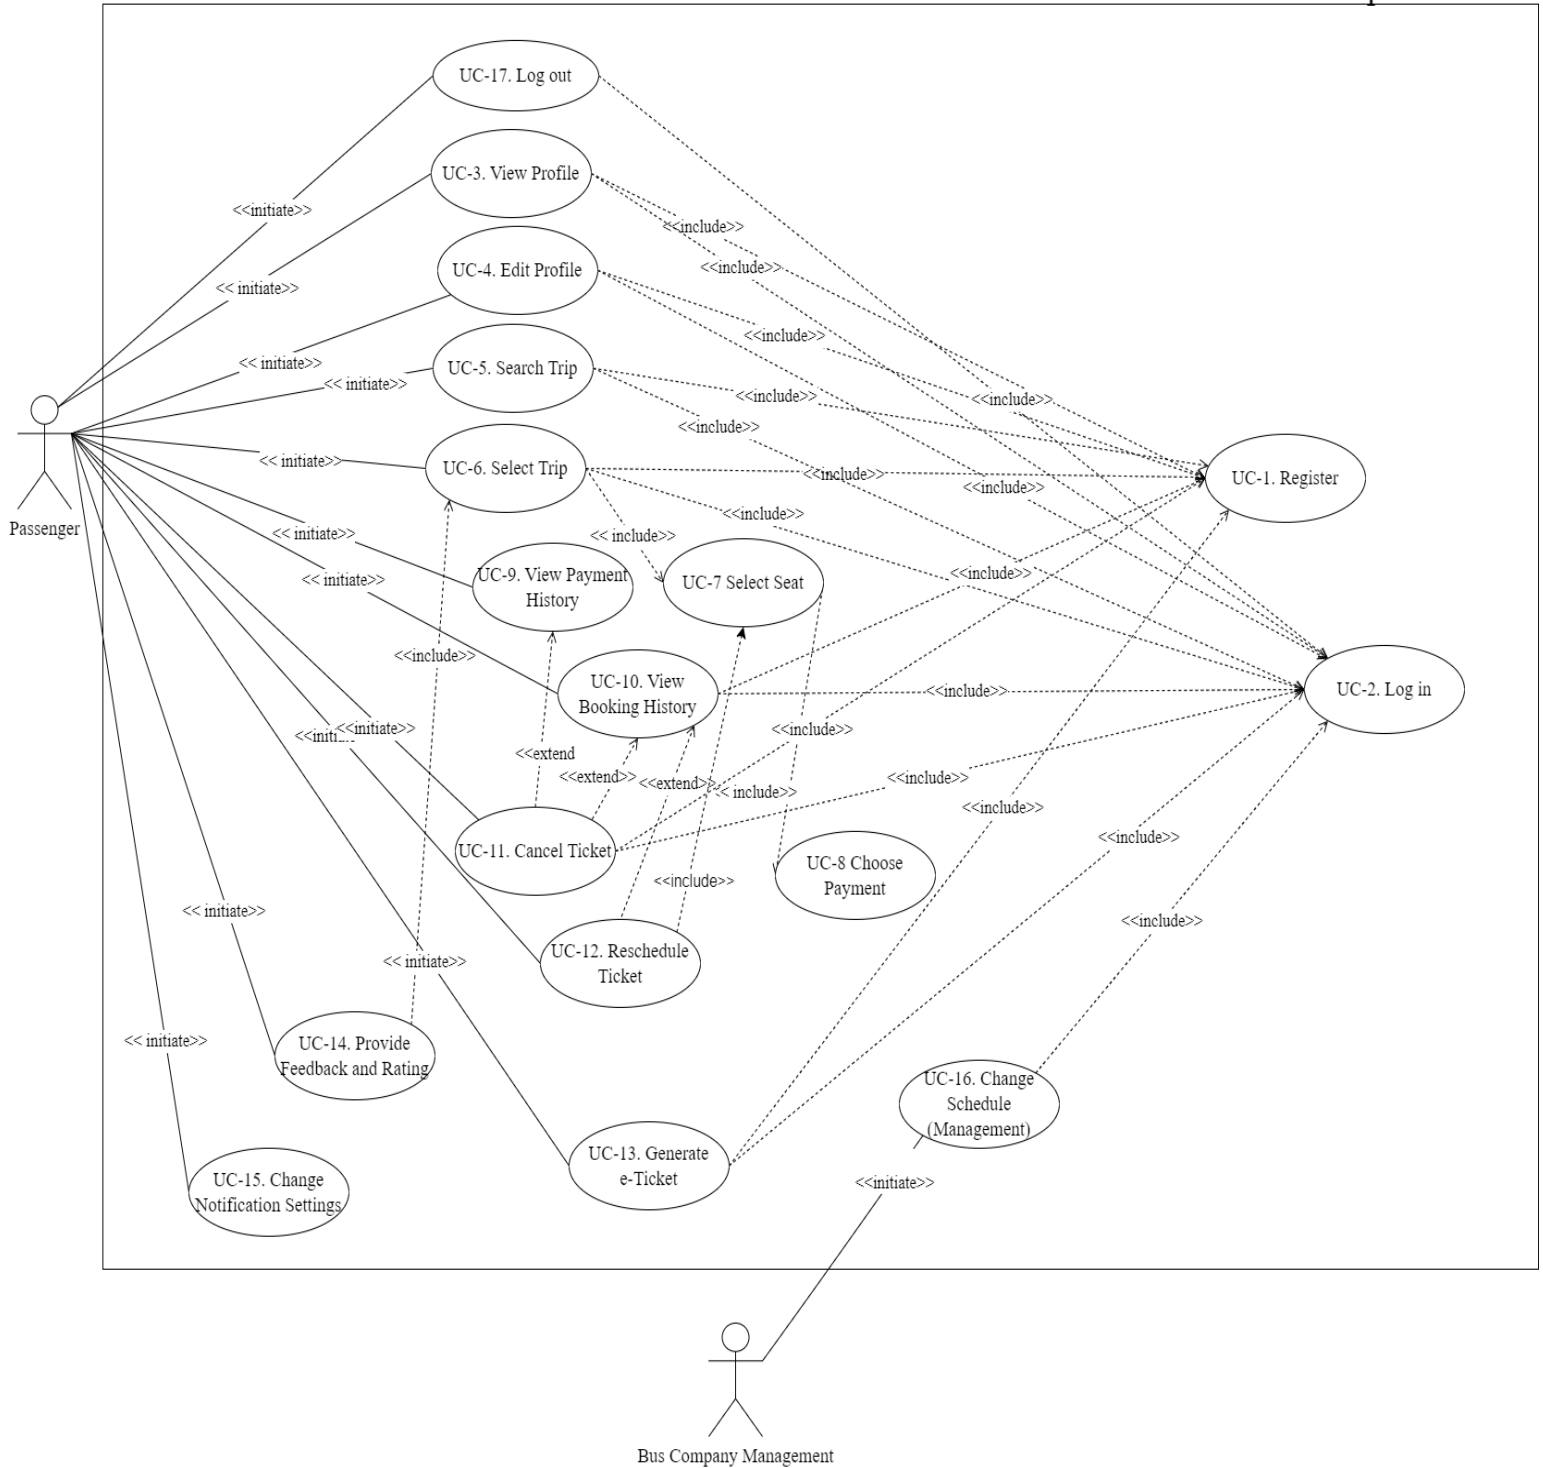 UC-17. Log out
UC-3. View Profile
<<initiate>>
<<include>>
<<include>>
UC-4. Edit Profile
<< initiate>>
<<include>>
<< initiate>>
UC-5. Search Trip
<< initiate>>
<<include>>
<<include>>
<<include>>
<< initiate>>
UC-6. Select Trip
<<include>>
UC-1. Register
<<include>>
<<include>>
Passenger
<< initiate>>
<< include>>
<< initiate>>
UC-9. View Payment
History
UC-7 Select Seat
<<include>>
<<include>>
UC-10. View
Booking History
<<include>>
UC-2. Log in
<<initiate>>
<<include>>
<<extend
<<extend>>
<<extend>>
<< include>>
<<include>>
<<include>>
<<include>>
UC-11. Cancel Ticket
UC-8 Choose
Payment
<<include>>
<< initiate>>
<<include>>
UC-12. Reschedule
Ticket
<< initiate>>
<< initiate>>
UC-14. Provide
Feedback and Rating
UC-16. Change
Schedule
(Management)
UC-13. Generate
e-Ticket
UC-15. Change
Notification Settings
<<initiate>>
Bus Company Management